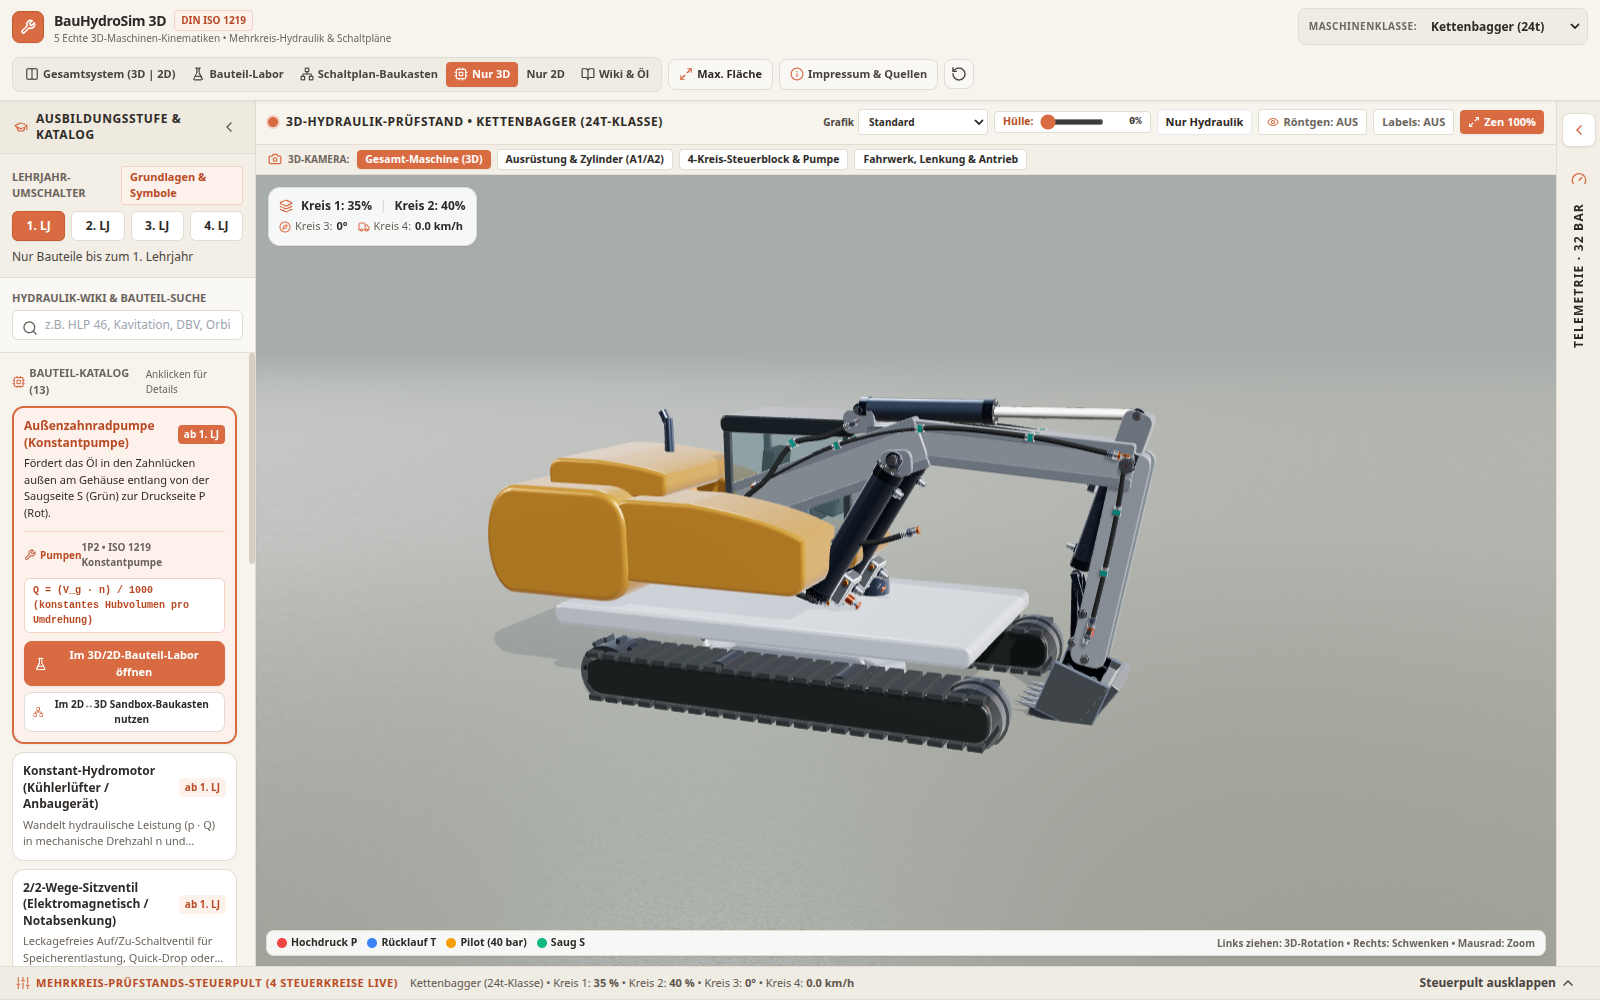 BauHydroSim 3D
DIN ISO 1219
5 Echte 3D-Maschinen-Kinematiken • Mehrkreis-Hydraulik & Schaltpläne
MASCHINENKLASSE: Kettenbagger (24t)
Gesamtsystem (3D | 2D)
Bauteil-Labor
Schaltplan-Baukasten
Nur 3D
Nur 2D
Wiki & Öl
Max. Fläche
Impressum & Quellen
AUSBILDUNGSSTUFE &
KATALOG
LEHRJAHR-
UMSCHALTER
Grundlagen &
Symbole
1. LJ
2. LJ
3. LJ
4. LJ
Nur Bauteile bis zum 1. Lehrjahr
HYDRAULIK-WIKI & BAUTEIL-SUCHE
z.B. HLP 46, Kavitation, DBV, Orbi
BAUTEIL-KATALOG
(13)
Anklicken für
Details
Außenzahnradpumpe
(Konstantpumpe)
ab 1. LJ
Fördert das Öl in den Zahnlücken
außen am Gehäuse entlang von der
Saugseite S (Grün) zur Druckseite P
(Rot).
Pumpen
1P2 • ISO 1219
Konstantpumpe
Q = (V_g · n) / 1000
(konstantes Hubvolumen pro
Umdrehung)
Im 3D/2D-Bauteil-Labor
öffnen
Im 2D↔3D Sandbox-Baukasten
nutzen
Konstant-Hydromotor
(Kühlerlüfter /
Anbaugerät)
ab 1. LJ
Wandelt hydraulische Leistung (p · Q)
in mechanische Drehzahl n und...
2/2-Wege-Sitzventil
(Elektromagnetisch /
Notabsenkung)
ab 1. LJ
Leckagefreies Auf/Zu-Schaltventil für
Speicherentlastung, Quick-Drop oder...
3D-HYDRAULIK-PRÜFSTAND • KETTENBAGGER (24T-KLASSE)
Grafik
Standard
Hülle:
0%
Nur Hydraulik
Röntgen: AUS
Labels: AUS
Zen 100%
3D-KAMERA:
Gesamt-Maschine (3D)
Ausrüstung & Zylinder (A1/A2)
4-Kreis-Steuerblock & Pumpe
Fahrwerk, Lenkung & Antrieb
Kreis 1: 35% | Kreis 2: 40%
Kreis 3: 0° Kreis 4: 0.0 km/h
Hochdruck P
Rücklauf T
Pilot (40 bar)
Saug S
Links ziehen: 3D-Rotation • Rechts: Schwenken • Mausrad: Zoom
TELEMETRIE · 32 BAR
MEHRKREIS-PRÜFSTANDS-STEUERPULT (4 STEUERKREISE LIVE)
Kettenbagger (24t-Klasse) • Kreis 1: 35 % • Kreis 2: 40 % • Kreis 3: 0° • Kreis 4: 0.0 km/h
Steuerpult ausklappen